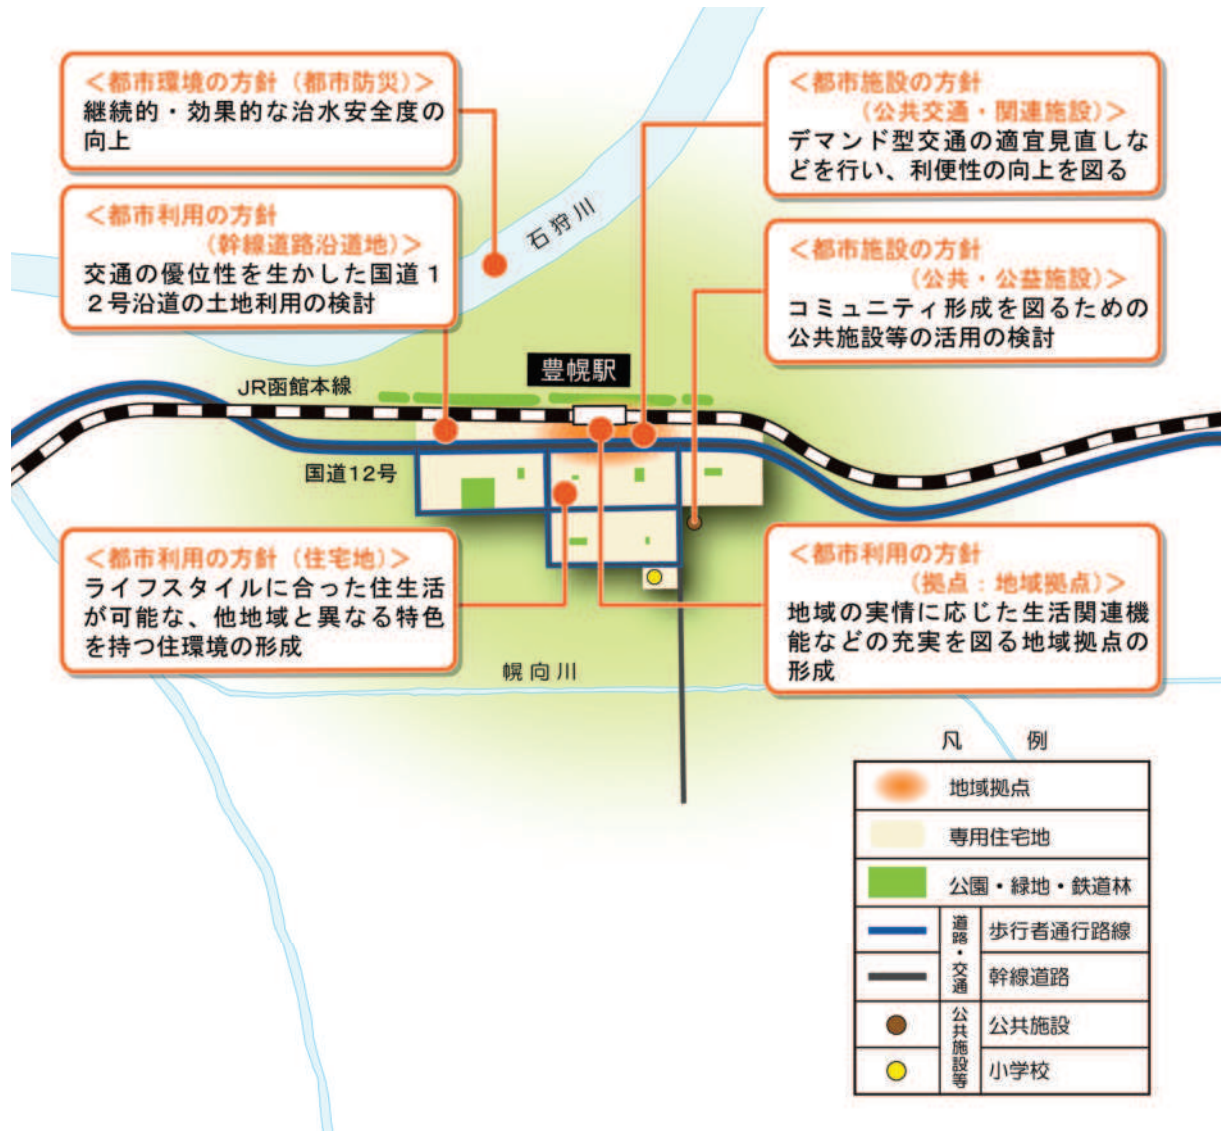 ＜都市環境の方針（都市防災）＞
継続的・効果的な治水安全度の
向上
＜都市利用の方針
（幹線道路沿道地）＞
交通の優位性を生かした国道１
２号沿道の土地利用の検討
＜都市施設の方針
（公共交通・関連施設）＞
デマンド型交通の適宜見直しな
どを行い、利便性の向上を図る
＜都市施設の方針
（公共・公益施設）＞
コミュニティ形成を図るための
公共施設等の活用の検討
石狩川
豊幌駅
JR函館本線
国道12号
＜都市利用の方針（住宅地）＞
ライフスタイルに合った住生活
が可能な、他地域と異なる特色
を持つ住環境の形成
＜都市利用の方針
（拠点：地域拠点）＞
地域の実情に応じた生活関連機
能などの充実を図る地域拠点の
形成
幌向川
凡　例
地域拠点
専用住宅地
公園・緑地・鉄道林
道路・交通
歩行者通行路線
幹線道路
公共施設等
公共施設
小学校